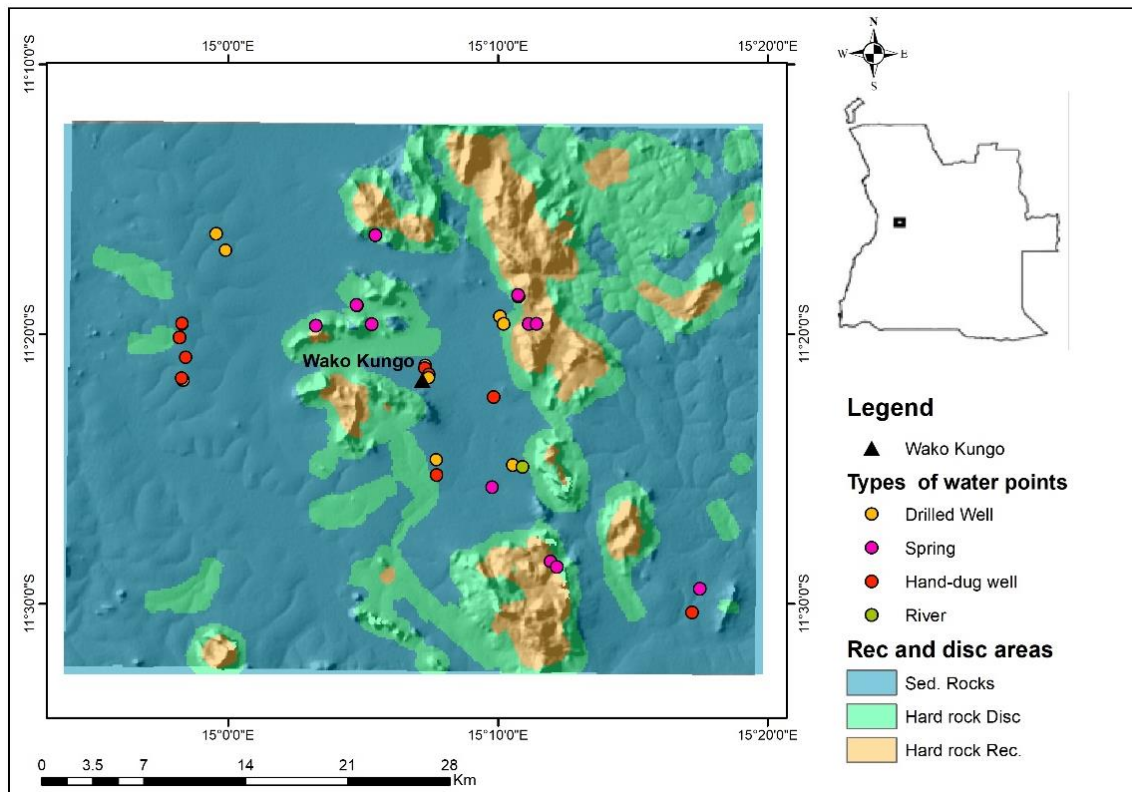 N
W E
S
15°0'0"E 15°10'0"E 15°20'0"E
11°10'0"S
11°20'0"S
11°30'0"S
11°10'0"S
11°20'0"S
11°30'0"S
Wako Kungo
15°0'0"E 15°10'0"E 15°20'0"E
0 3.5 7 14 21 28
Km
Legend
Wako Kungo
Types of water points
Drilled Well
Spring
Hand-dug well
River
Rec and disc areas
Sed. Rocks
Hard rock Disc
Hard rock Rec.